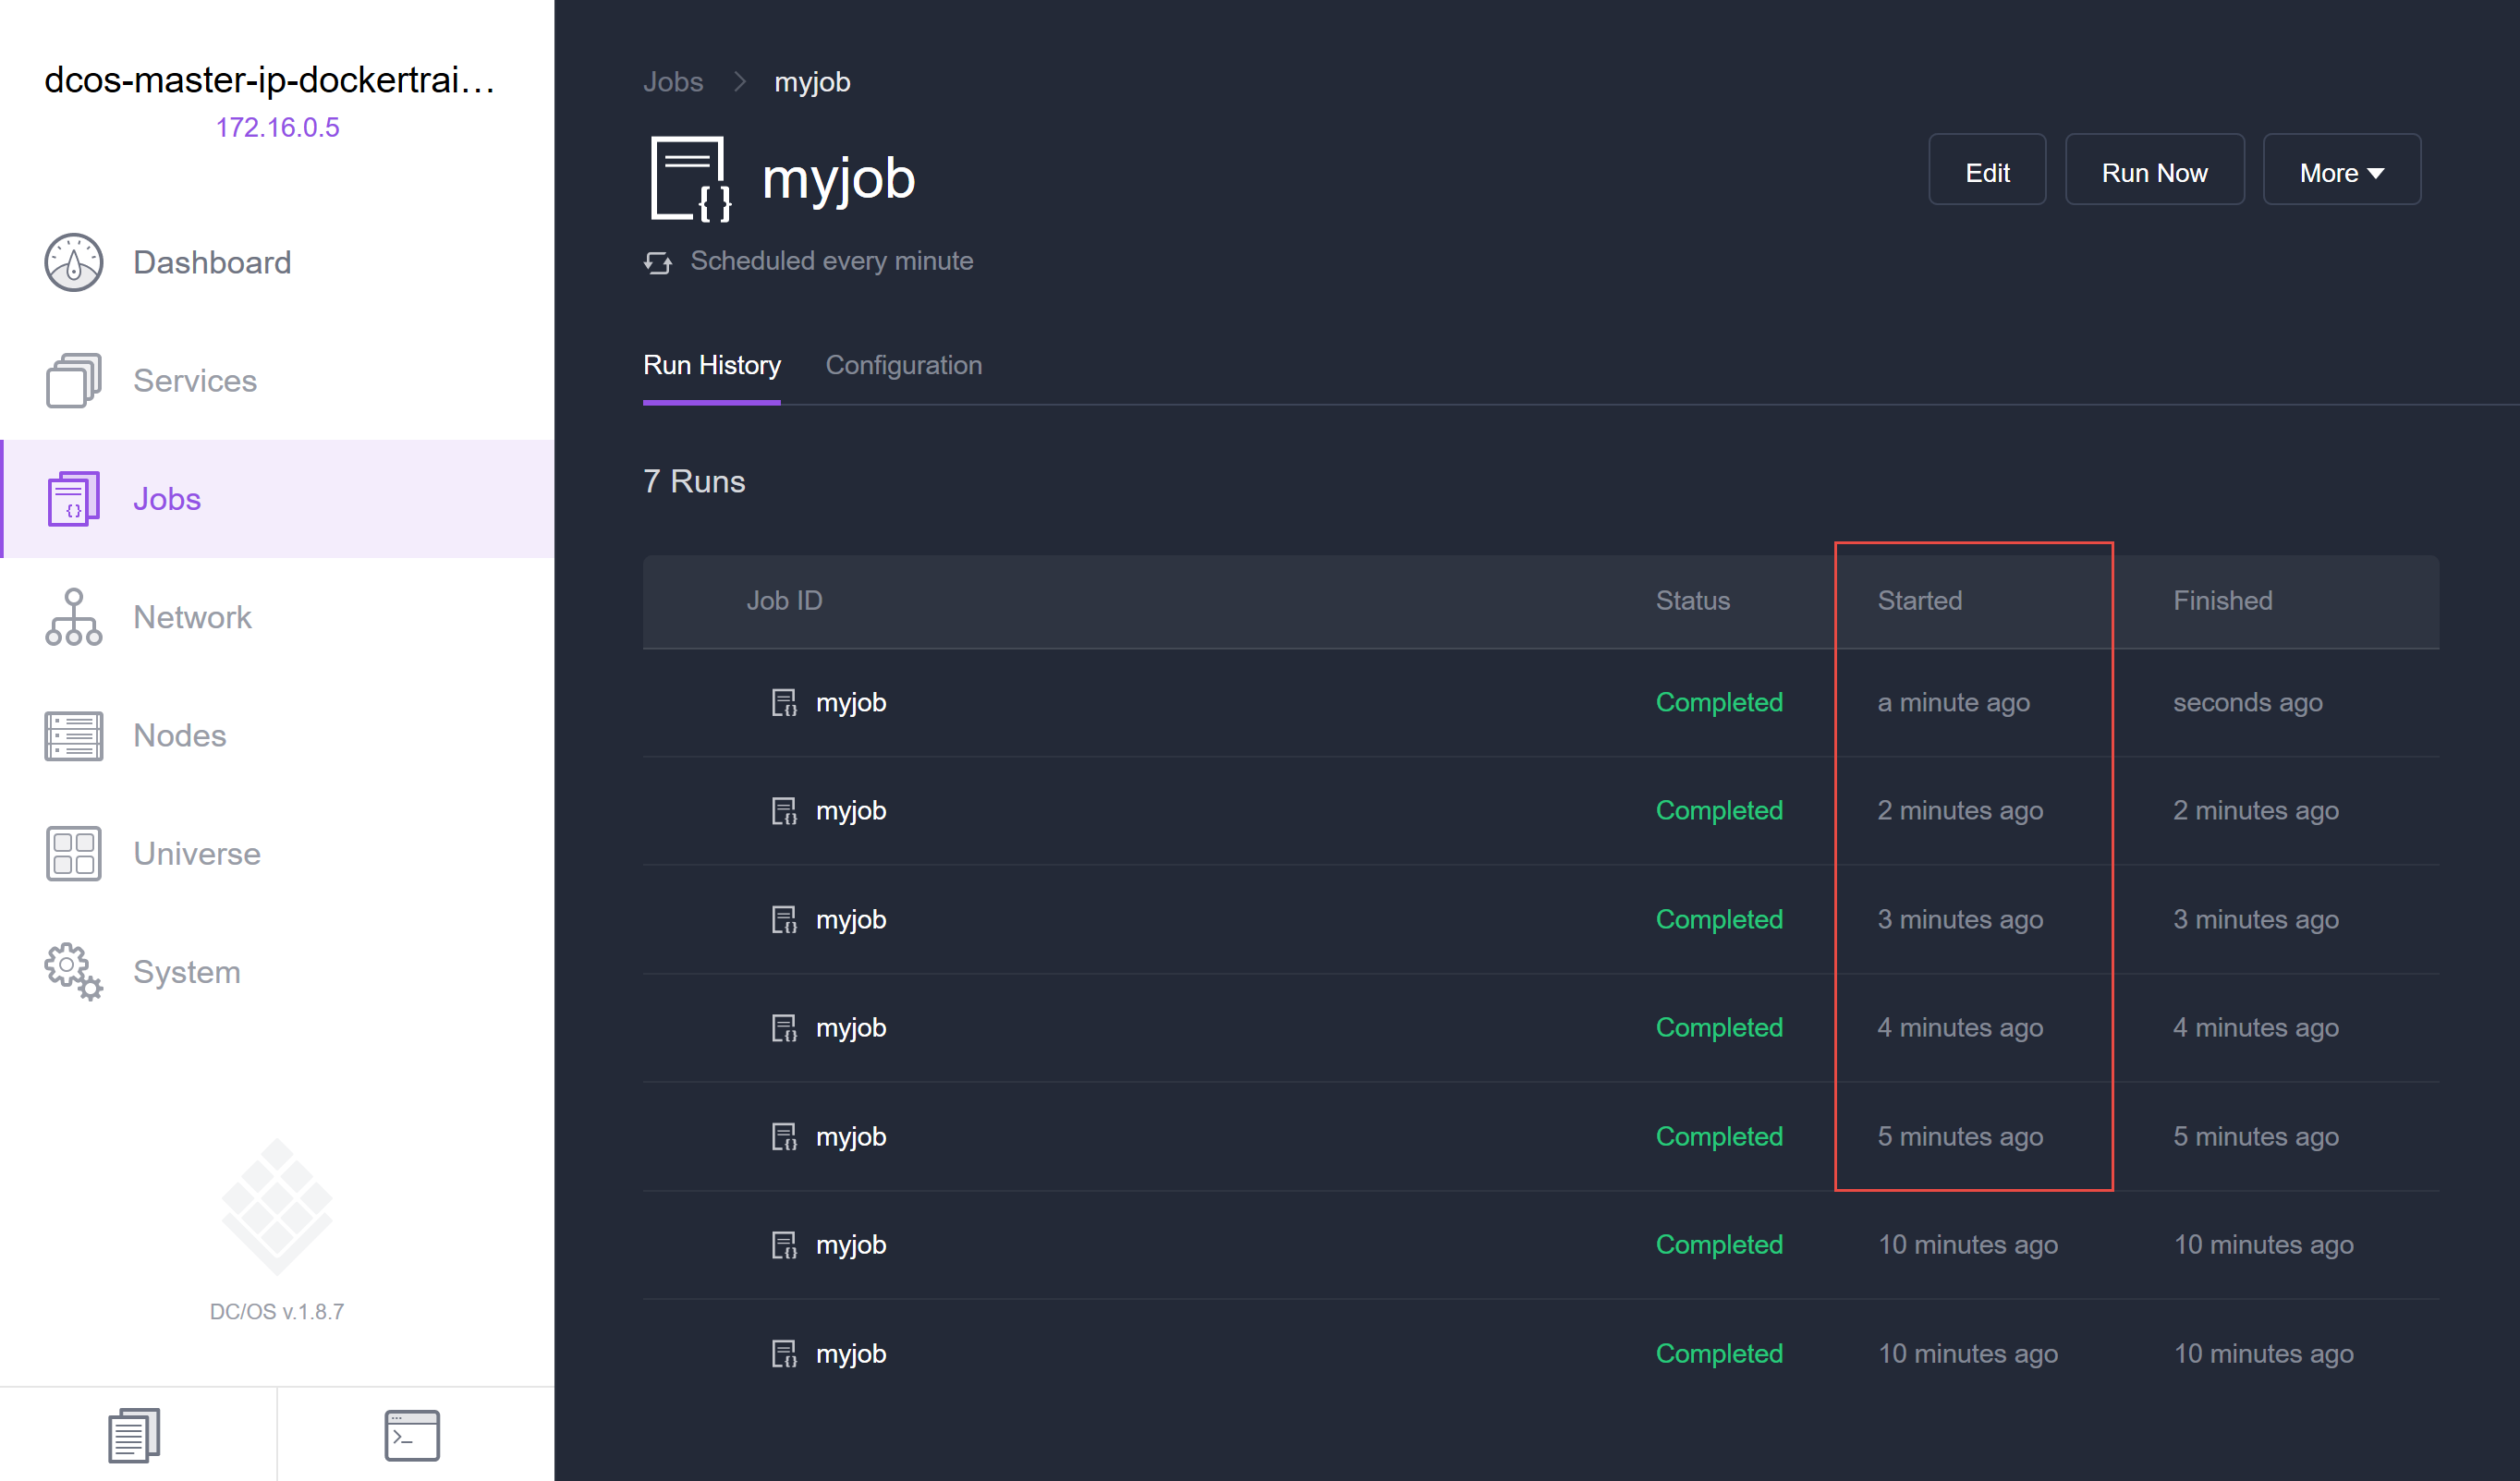 dcos-master-ip-dockertrai...
172.16.0.5
Dashboard
Services
Jobs
Network
Nodes
Universe
System
DC/OS v.1.8.7
Jobs > myjob
myjob
Edit
Run Now
More
Scheduled every minute
Run History Configuration
7 Runs
Job ID Status Started Finished
myjob Completed a minute ago seconds ago
myjob Completed 2 minutes ago 2 minutes ago
myjob Completed 3 minutes ago 3 minutes ago
myjob Completed 4 minutes ago 4 minutes ago
myjob Completed 5 minutes ago 5 minutes ago
myjob Completed 10 minutes ago 10 minutes ago
myjob Completed 10 minutes ago 10 minutes ago